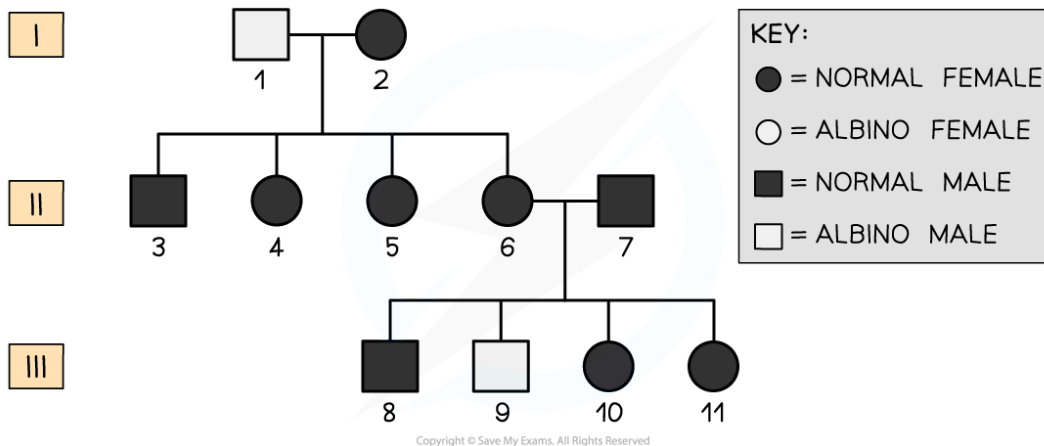 I
1 2
II
3 4 5 6 7
III
8 9 10 11
KEY:
= NORMAL FEMALE
= ALBINO FEMALE
= NORMAL MALE
= ALBINO MALE
Copyright © Save My Exams. All Rights Reserved